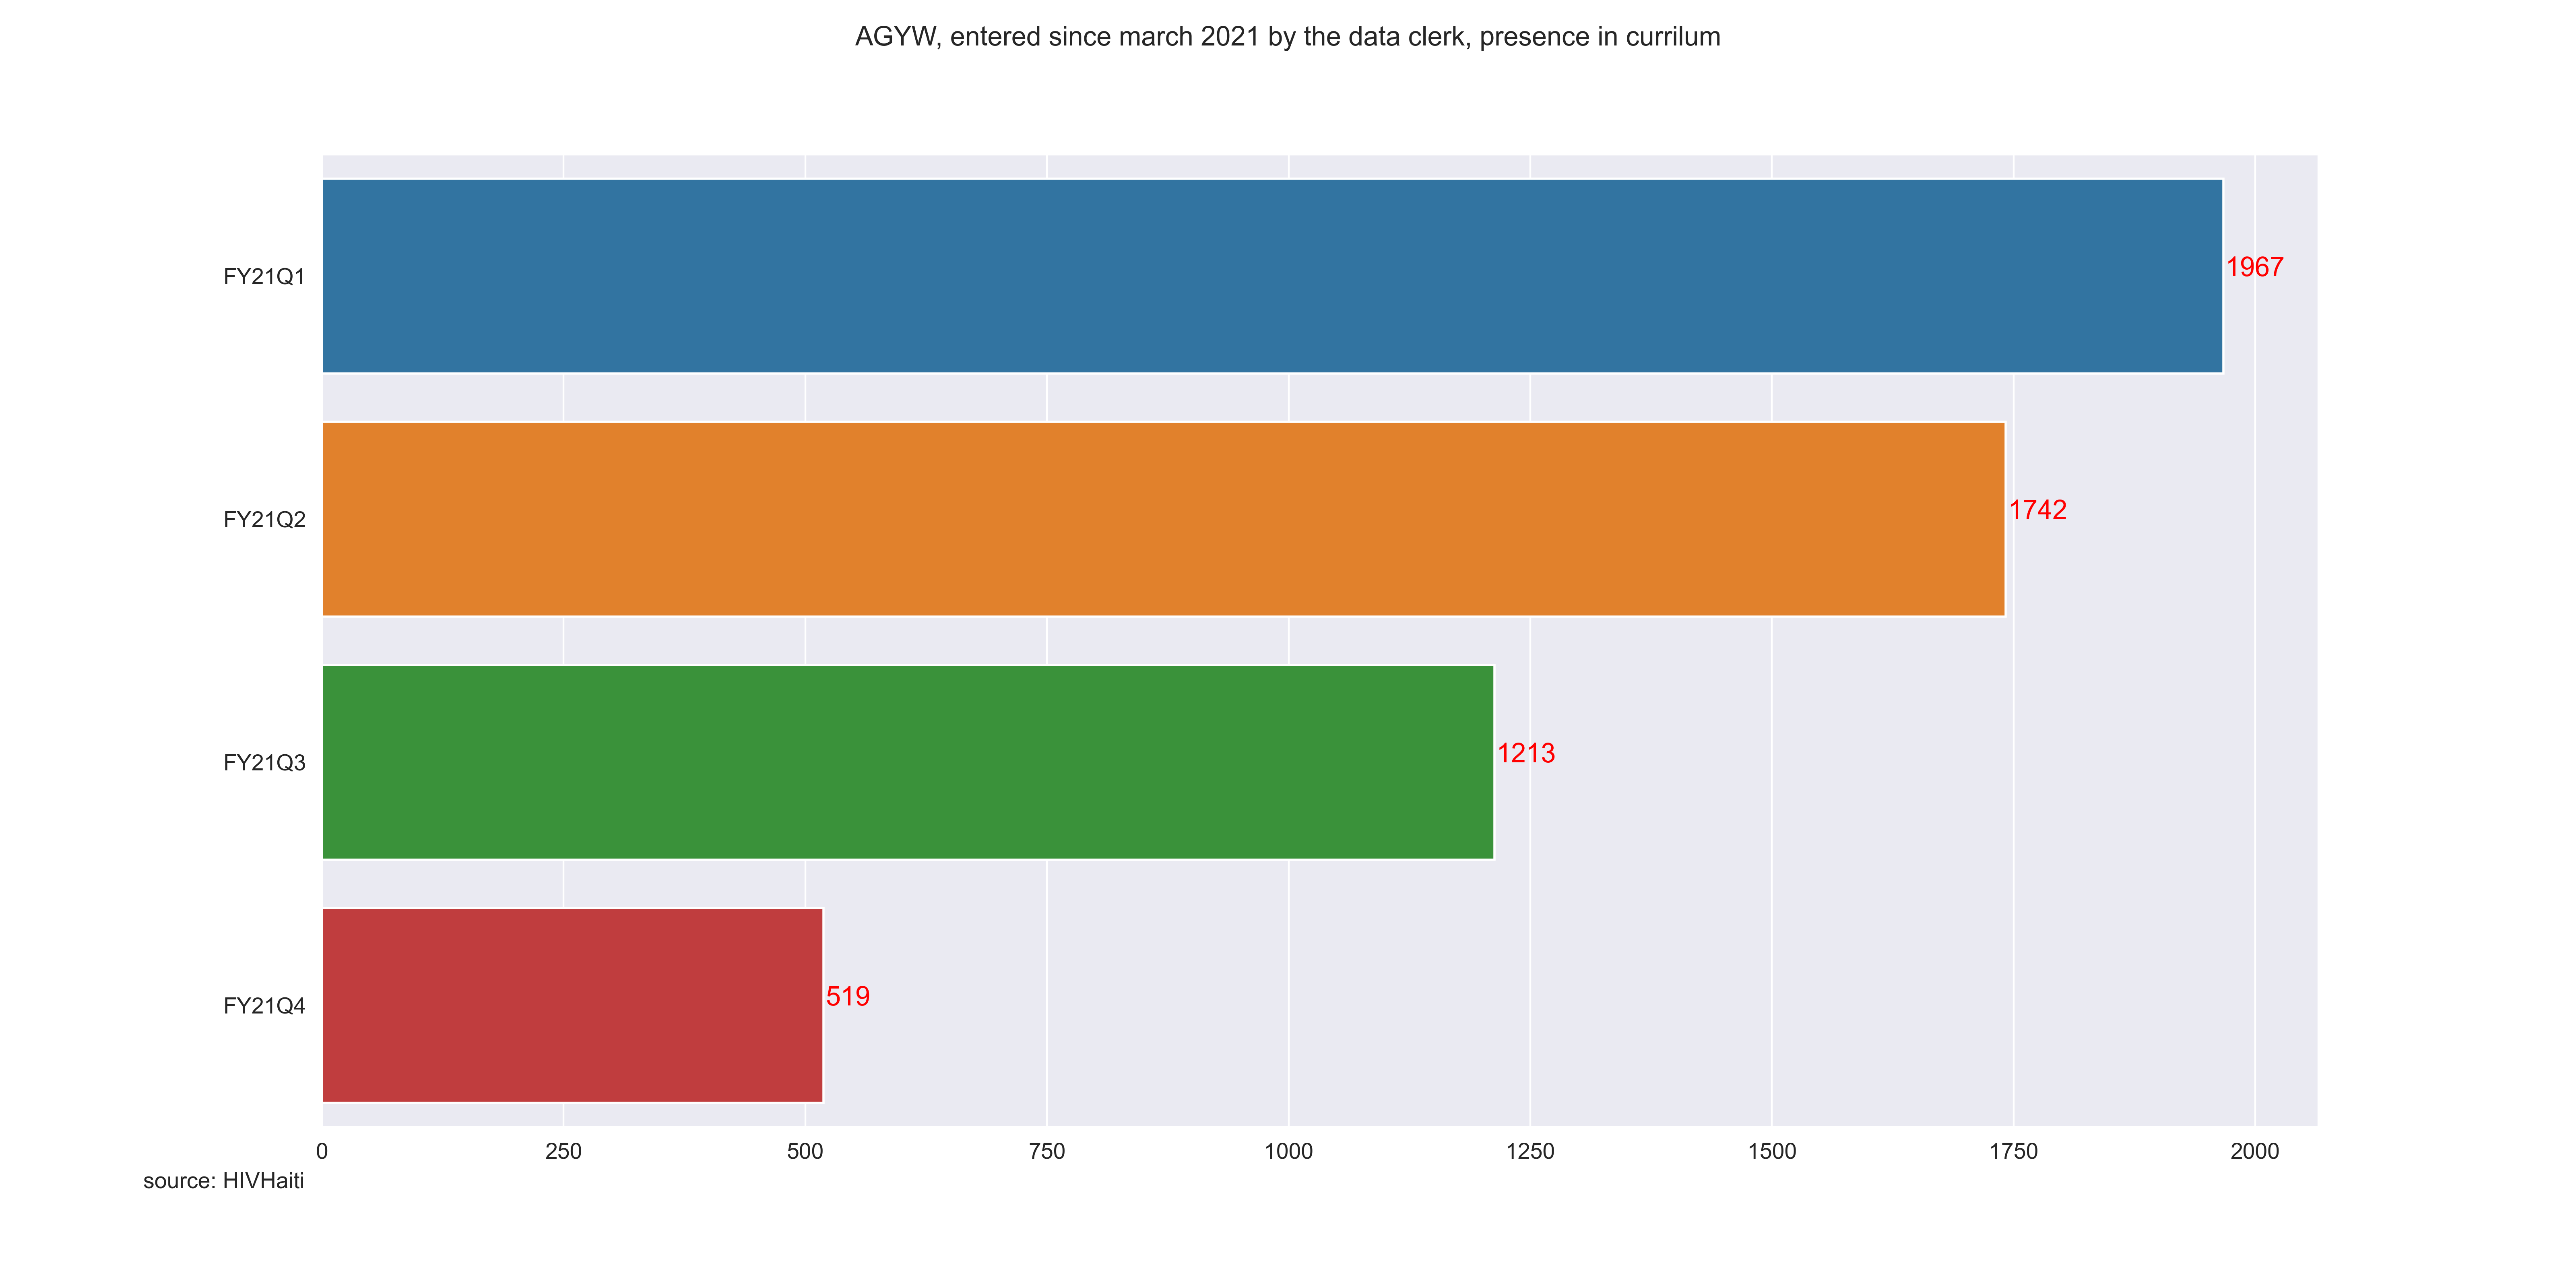 AGYW, entered since march 2021 by the data clerk, presence in currilum
FY21Q1
1967
FY21Q2
1742
FY21Q3
1213
FY21Q4
519
0 250 500 750 1000 1250 1500 1750 2000
source: HIVHaiti